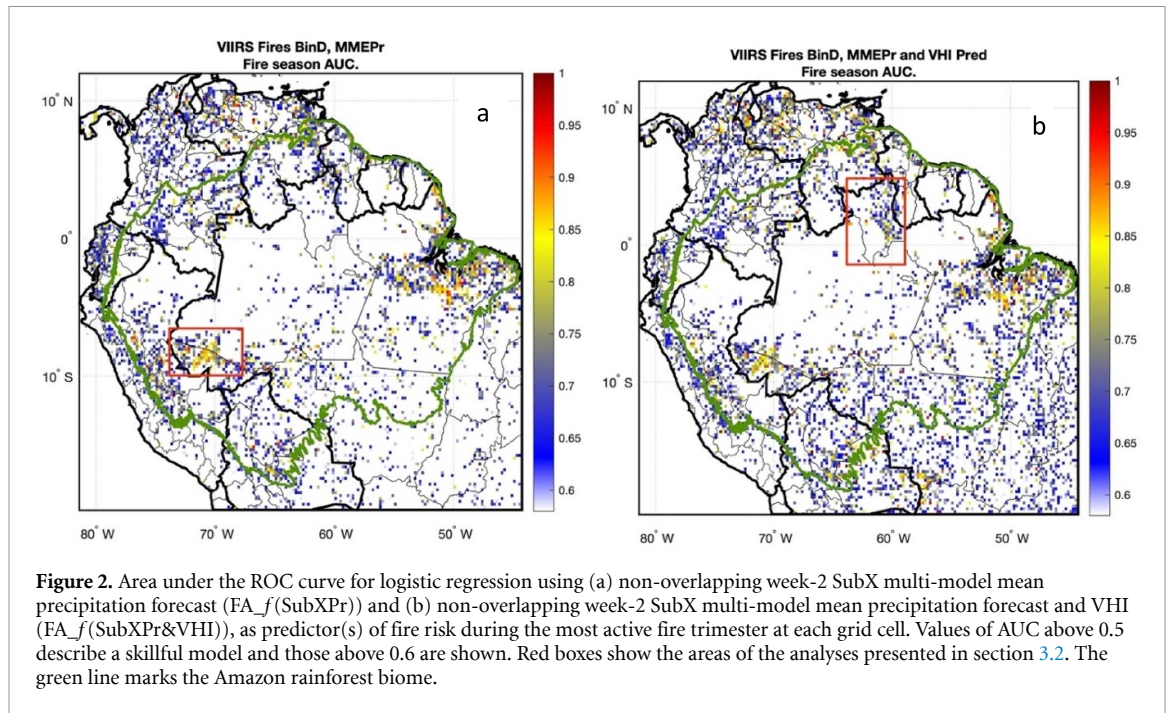 VIIRS Fires BinD, MMEPr
Fire season AUC.
a
10° N
0°
10° S
80° W
70° W
60° W
50° W
1
0.95
0.9
0.85
0.8
0.75
0.7
0.65
0.6
VIIRS Fires BinD, MMEPr and VHI Pred
Fire season AUC.
b
10° N
0°
10° S
80° W
70° W
60° W
50° W
1
0.95
0.9
0.85
0.8
0.75
0.7
0.65
0.6
Figure 2. Area under the ROC curve for logistic regression using (a) non-overlapping week-2 SubX multi-model mean
precipitation forecast (FA_f(SubXPr)) and (b) non-overlapping week-2 SubX multi-model mean precipitation forecast and VHI
(FA_f(SubXPr&VHI)), as predictor(s) of fire risk during the most active fire trimester at each grid cell. Values of AUC above 0.5
describe a skillful model and those above 0.6 are shown. Red boxes show the areas of the analyses presented in section 3.2. The
green line marks the Amazon rainforest biome.